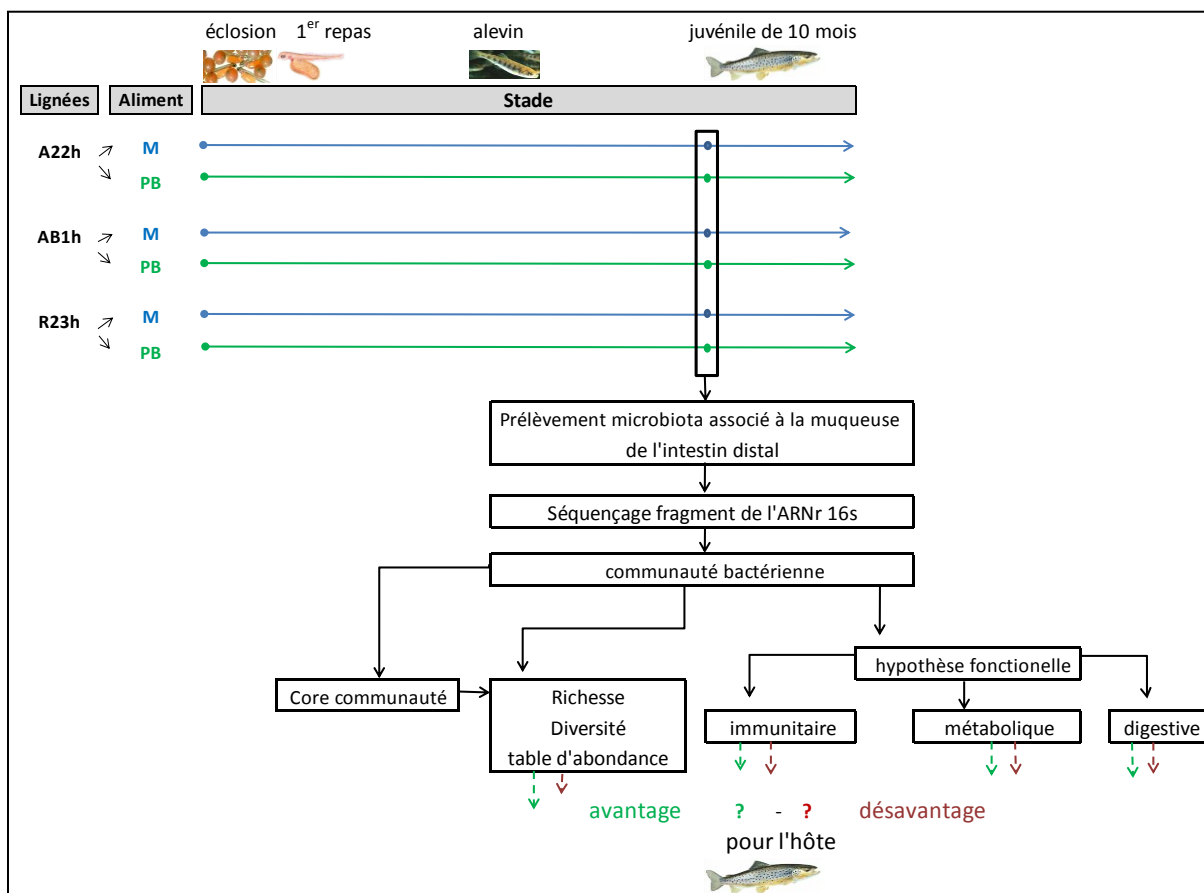 éclosion 1er repas alevin juvénile de 10 mois
Lignées Aliment Stade
A22h M
PB
AB1h M
PB
R23h M
PB
Prélèvement microbiota associé à la muqueuse
de l'intestin distal
Séquençage fragment de l'ARNr 16s
communauté bactérienne
hypothèse fonctionelle
Core communauté
Richesse
Diversité
table d'abondance
immunitaire métabolique digestive
avantage ? - ? désavantage
pour l'hôte